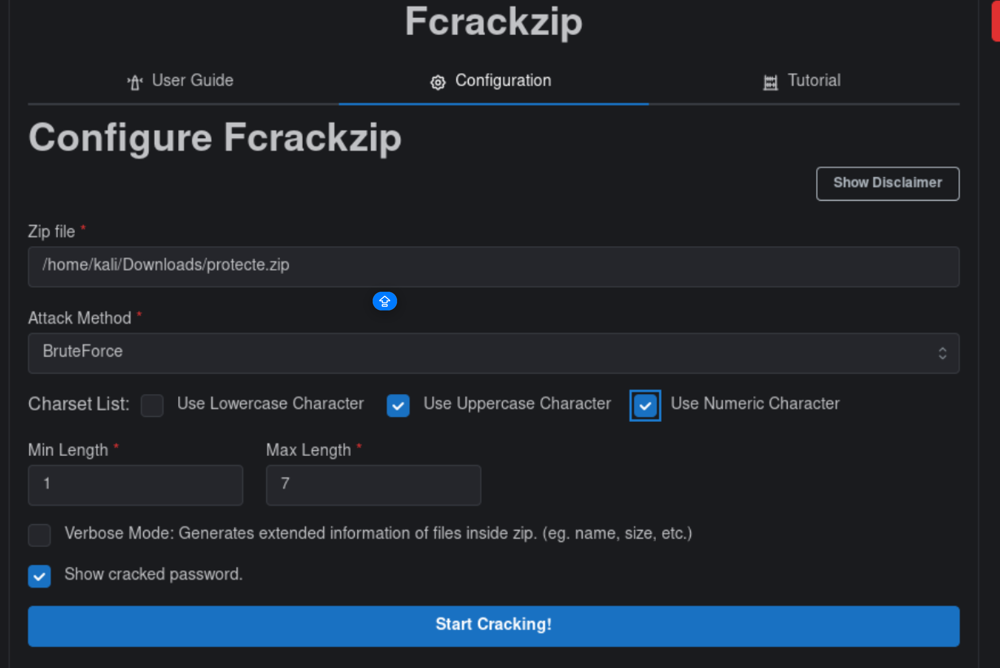 Fcrackzip
User Guide
Configuration
Tutorial
Configure Fcrackzip
Show Disclaimer
Zip file *
/home/kali/Downloads/protecte.zip
Attack Method *
BruteForce
Charset List: Use Lowercase Character Use Uppercase Character Use Numeric Character
Min Length * Max Length *
1 7
Verbose Mode: Generates extended information of files inside zip. (eg. name, size, etc.)
Show cracked password.
Start Cracking!